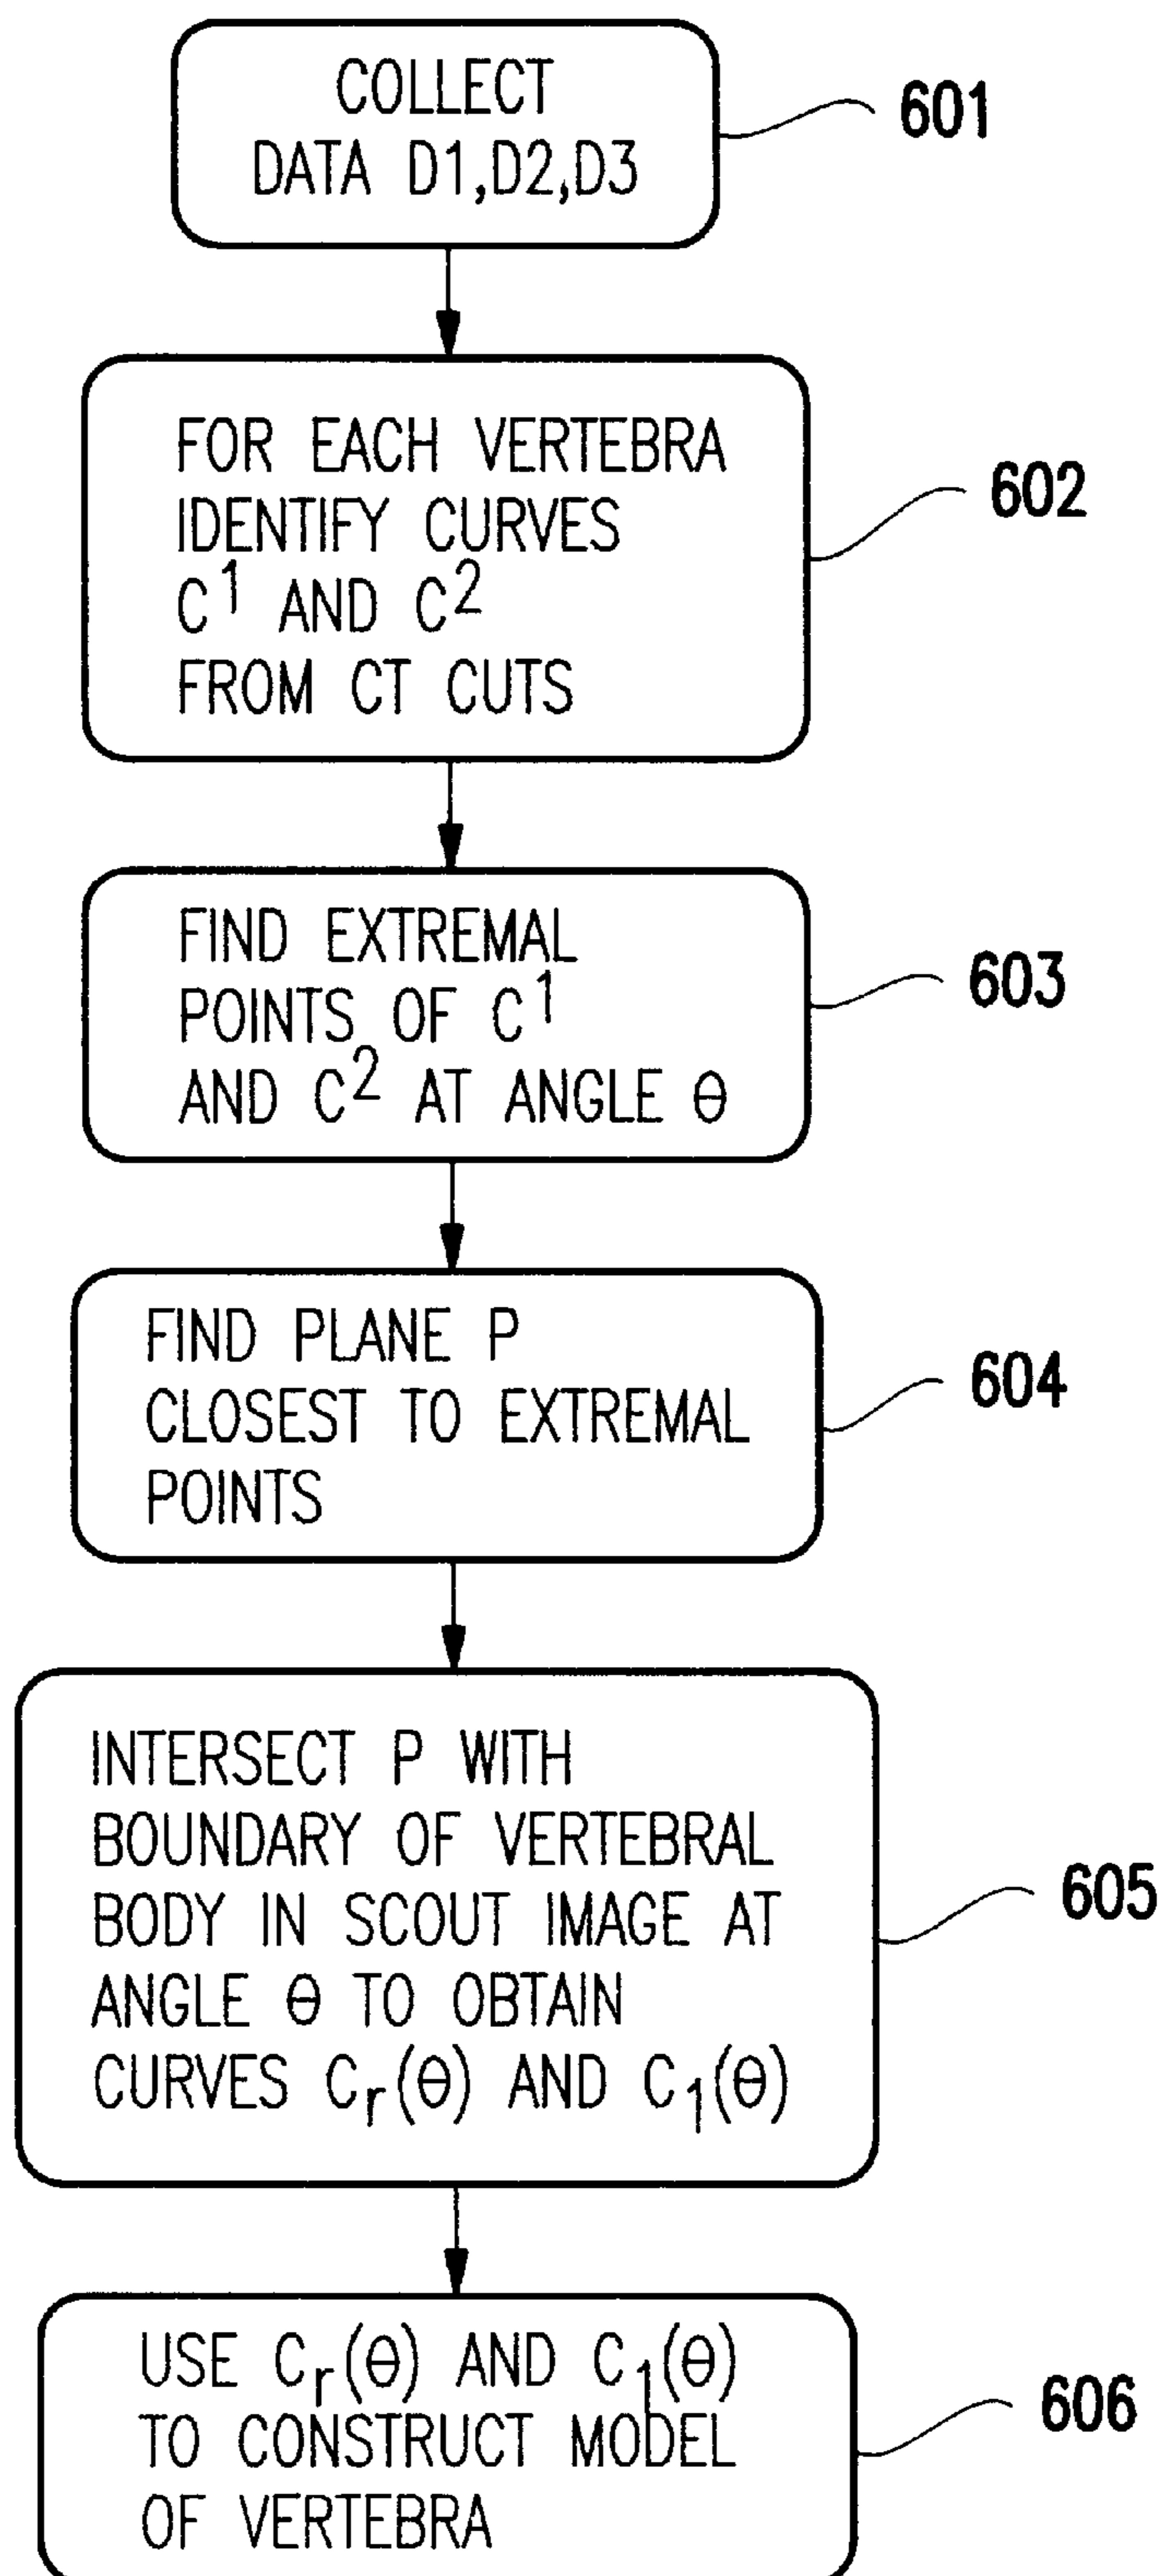 COLLECT
DATA D1,D2,D3
601
FOR EACH VERTEBRA
IDENTIFY CURVES
C¹ AND C²
FROM CT CUTS
602
FIND EXTREMAL
POINTS OF C¹
AND C² AT ANGLE θ
603
FIND PLANE P
CLOSEST TO EXTREMAL
POINTS
604
INTERSECT P WITH
BOUNDARY OF VERTEBRAL
BODY IN SCOUT IMAGE AT
ANGLE θ TO OBTAIN
CURVES Cᵣ(θ) AND C₁(θ)
605
USE Cᵣ(θ) AND C₁(θ)
TO CONSTRUCT MODEL
OF VERTEBRA
606